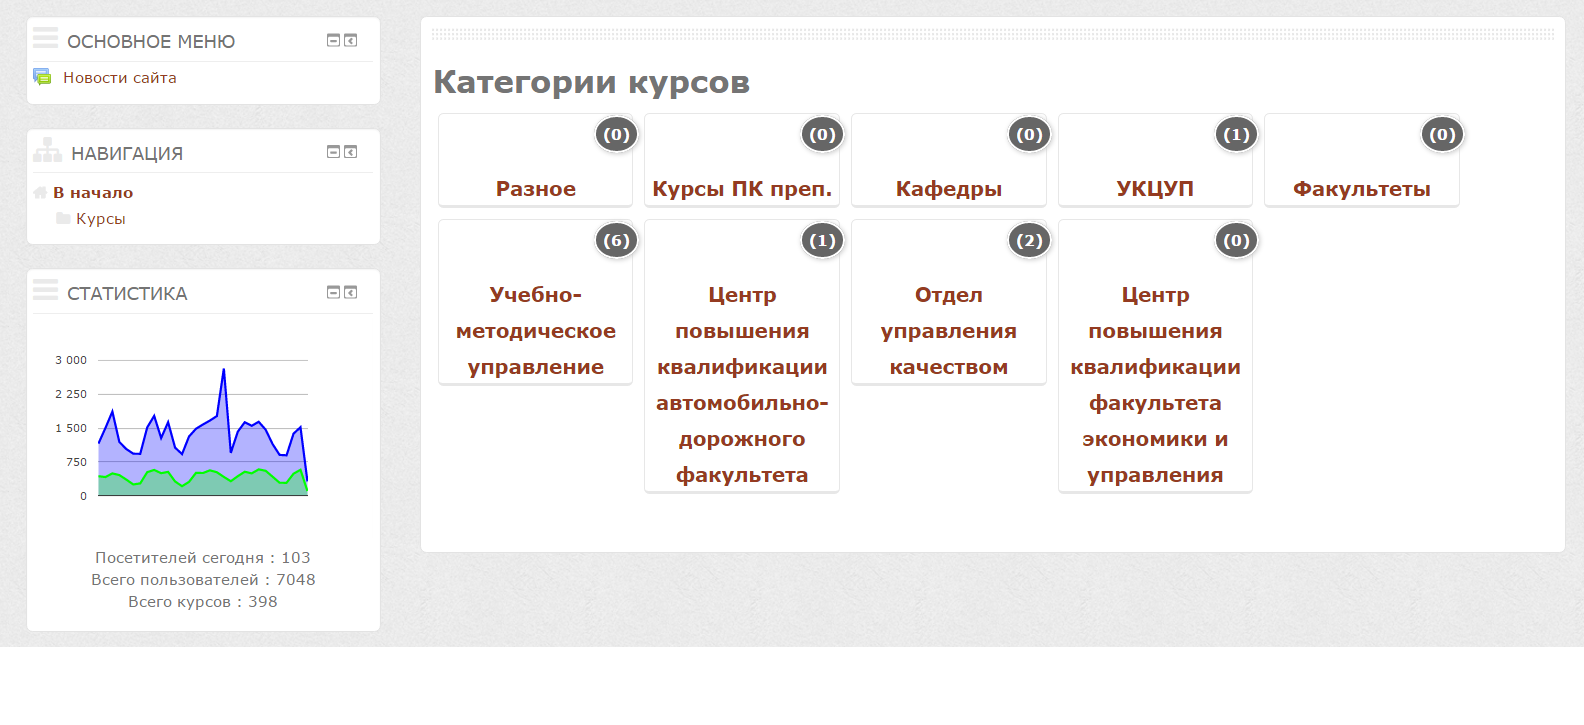 ОСНОВНОЕ МЕНЮ
Новости сайта
НАВИГАЦИЯ
В начало
Курсы
СТАТИСТИКА
3 000
2 250
1 500
750
0
Посетителей сегодня : 103
Всего пользователей : 7048
Всего курсов : 398
Категории курсов
(0)
Разное
(0)
Курсы ПК преп.
(0)
Кафедры
(1)
УКЦУП
(0)
Факультеты
(6)
Учебно-
методическое
управление
(1)
Центр
повышения
квалификации
автомобильно-
дорожного
факультета
(2)
Отдел
управления
качеством
(0)
Центр
повышения
квалификации
факультета
экономики и
управления